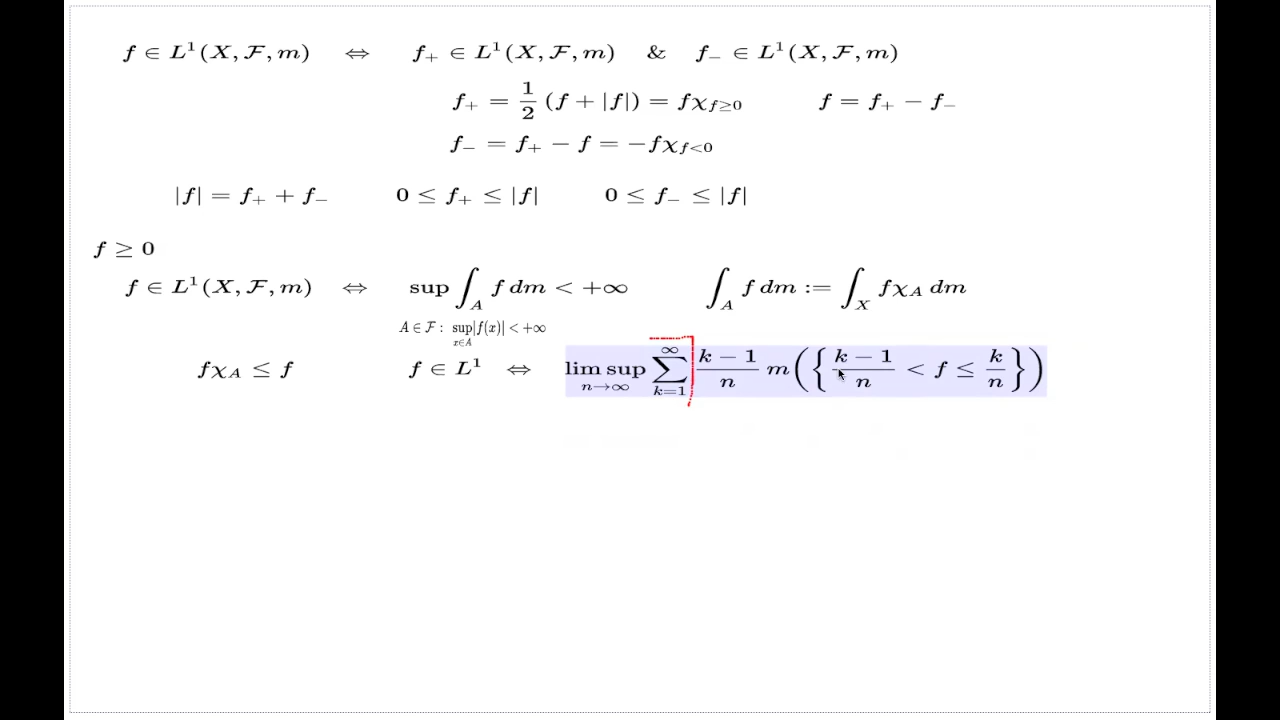 f ∈ L¹(X, ℱ, m) ⇔ f₊ ∈ L¹(X, ℱ, m) & f₋ ∈ L¹(X, ℱ, m)
f₊ = 1/2 (f + |f|) = fχ_{f≥0} f = f₊ − f₋
f₋ = f₊ − f = −fχ_{f<0}
|f| = f₊ + f₋ 0 ≤ f₊ ≤ |f| 0 ≤ f₋ ≤ |f|
f ≥ 0
f ∈ L¹(X, ℱ, m) ⇔ sup_{A ∈ ℱ : sup_{x∈A} |f(x)| < +∞} ∫_A f dm < +∞ ∫_A f dm := ∫_X fχ_A dm
fχ_A ≤ f f ∈ L¹ ⇔ lim sup_{n→∞} ∑_{k=1}^{∞} (k − 1)/n m({(k − 1)/n < f ≤ k/n})